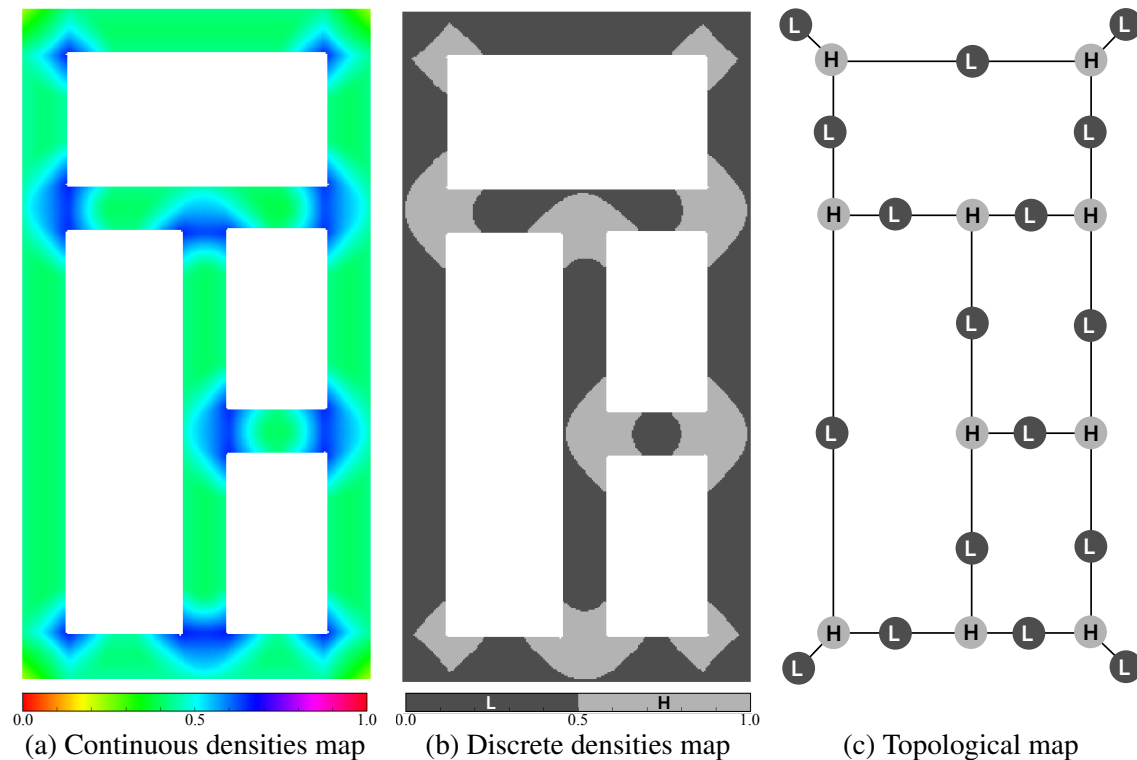 L L
H L H
L L
H L H L H
L L
L H L H
L L
H L H L H
L L
L H
0.0 0.5 1.0 0.0 0.5 1.0
(a) Continuous densities map (b) Discrete densities map (c) Topological map